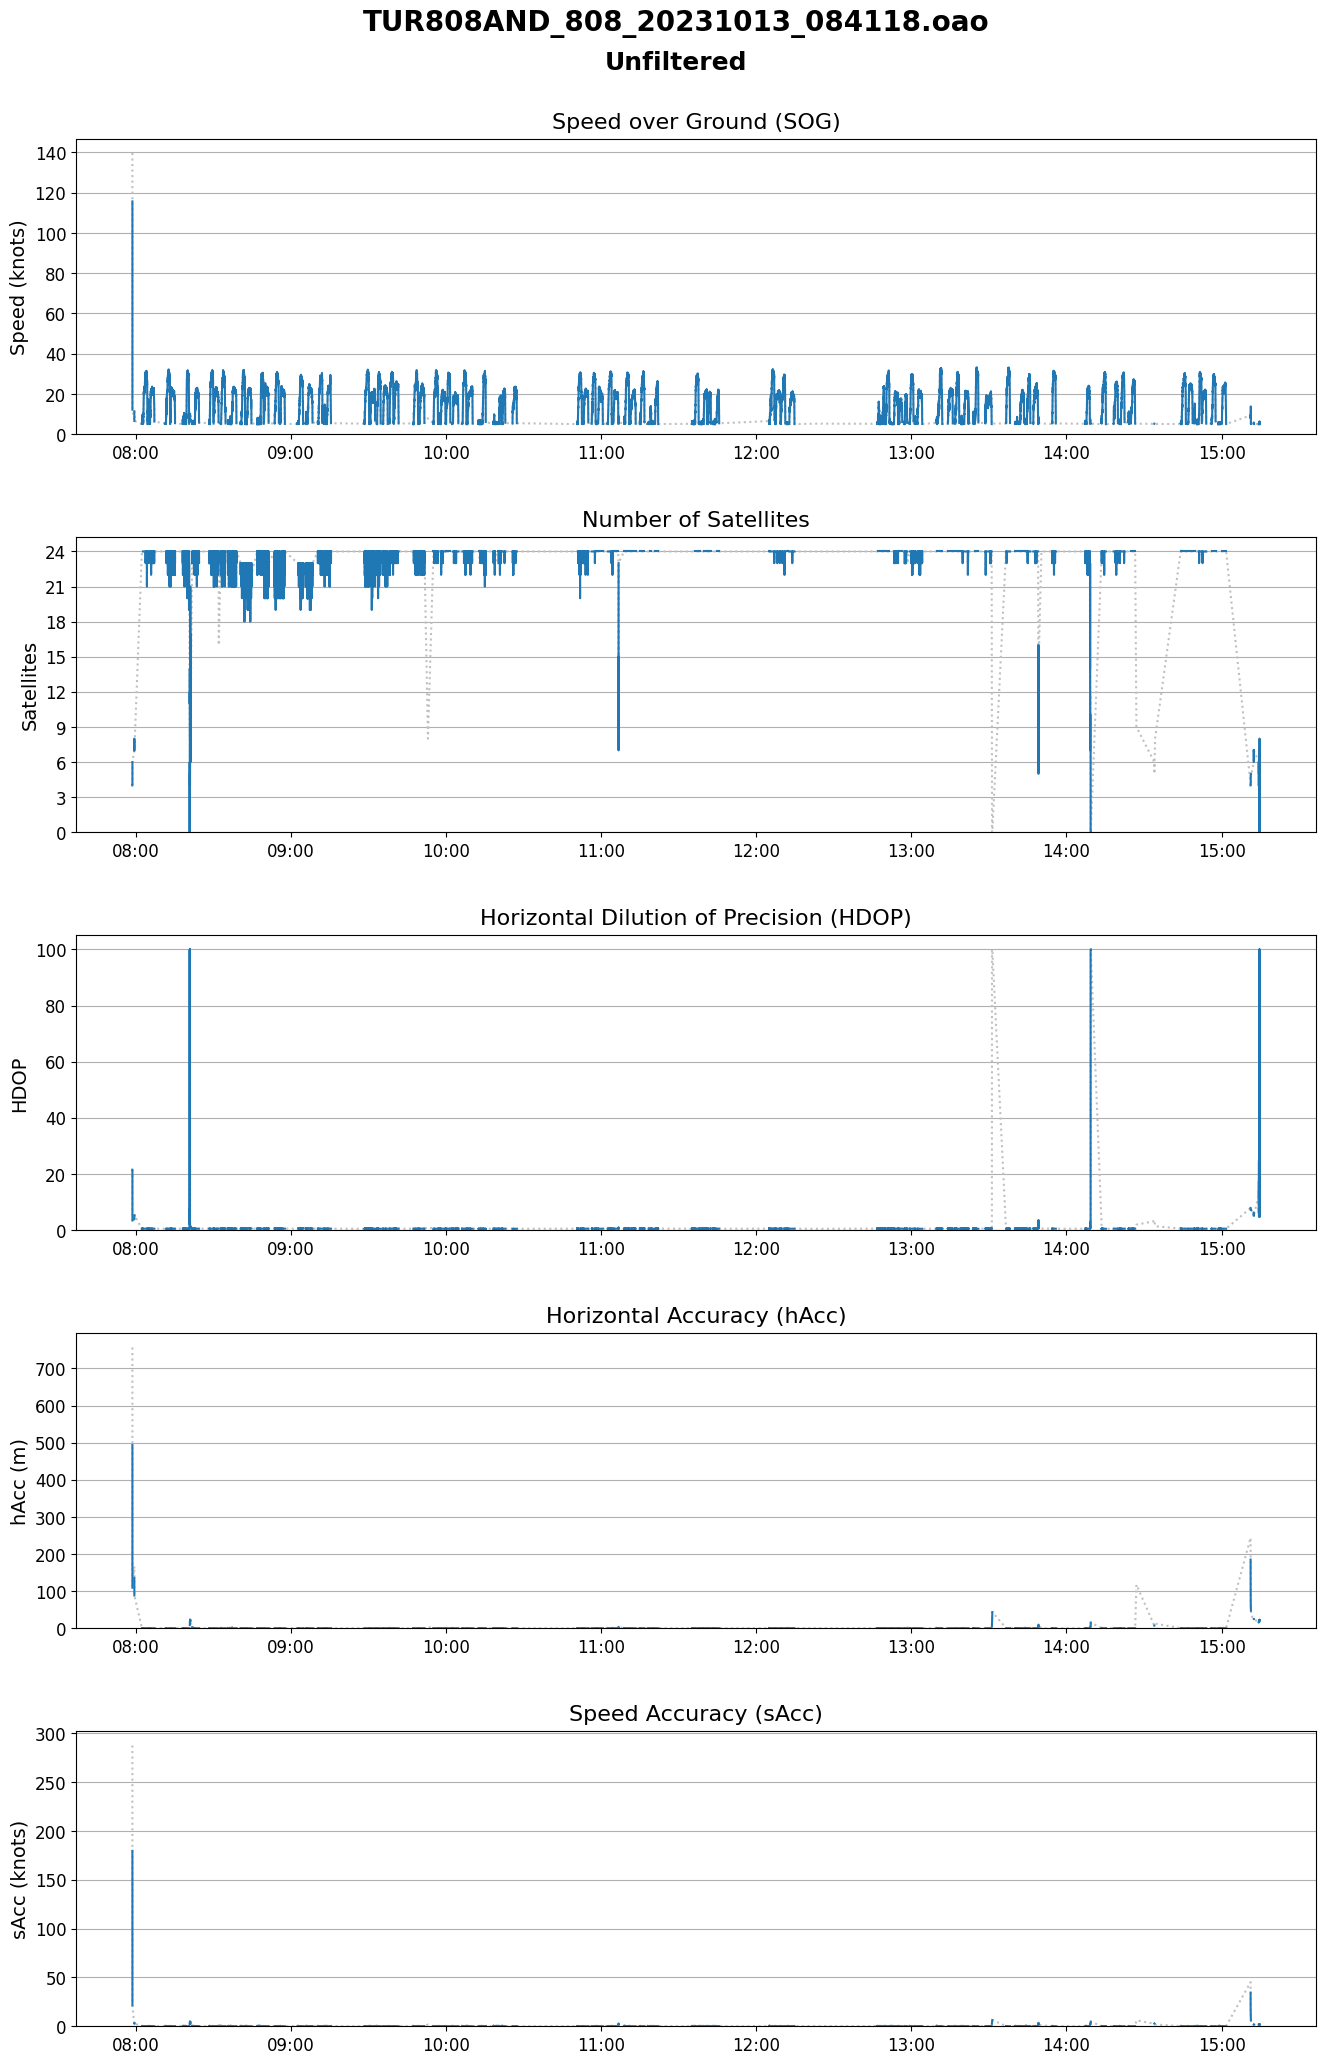 TUR808AND_808_20231013_084118.oao
Unfiltered
Speed over Ground (SOG)
Speed (knots)
140
120
100
80
60
40
20
0
08:00 09:00 10:00 11:00 12:00 13:00 14:00 15:00
Number of Satellites
Satellites
24
21
18
15
12
9
6
3
0
08:00 09:00 10:00 11:00 12:00 13:00 14:00 15:00
Horizontal Dilution of Precision (HDOP)
HDOP
100
80
60
40
20
0
08:00 09:00 10:00 11:00 12:00 13:00 14:00 15:00
Horizontal Accuracy (hAcc)
hAcc (m)
700
600
500
400
300
200
100
0
08:00 09:00 10:00 11:00 12:00 13:00 14:00 15:00
Speed Accuracy (sAcc)
sAcc (knots)
300
250
200
150
100
50
0
08:00 09:00 10:00 11:00 12:00 13:00 14:00 15:00